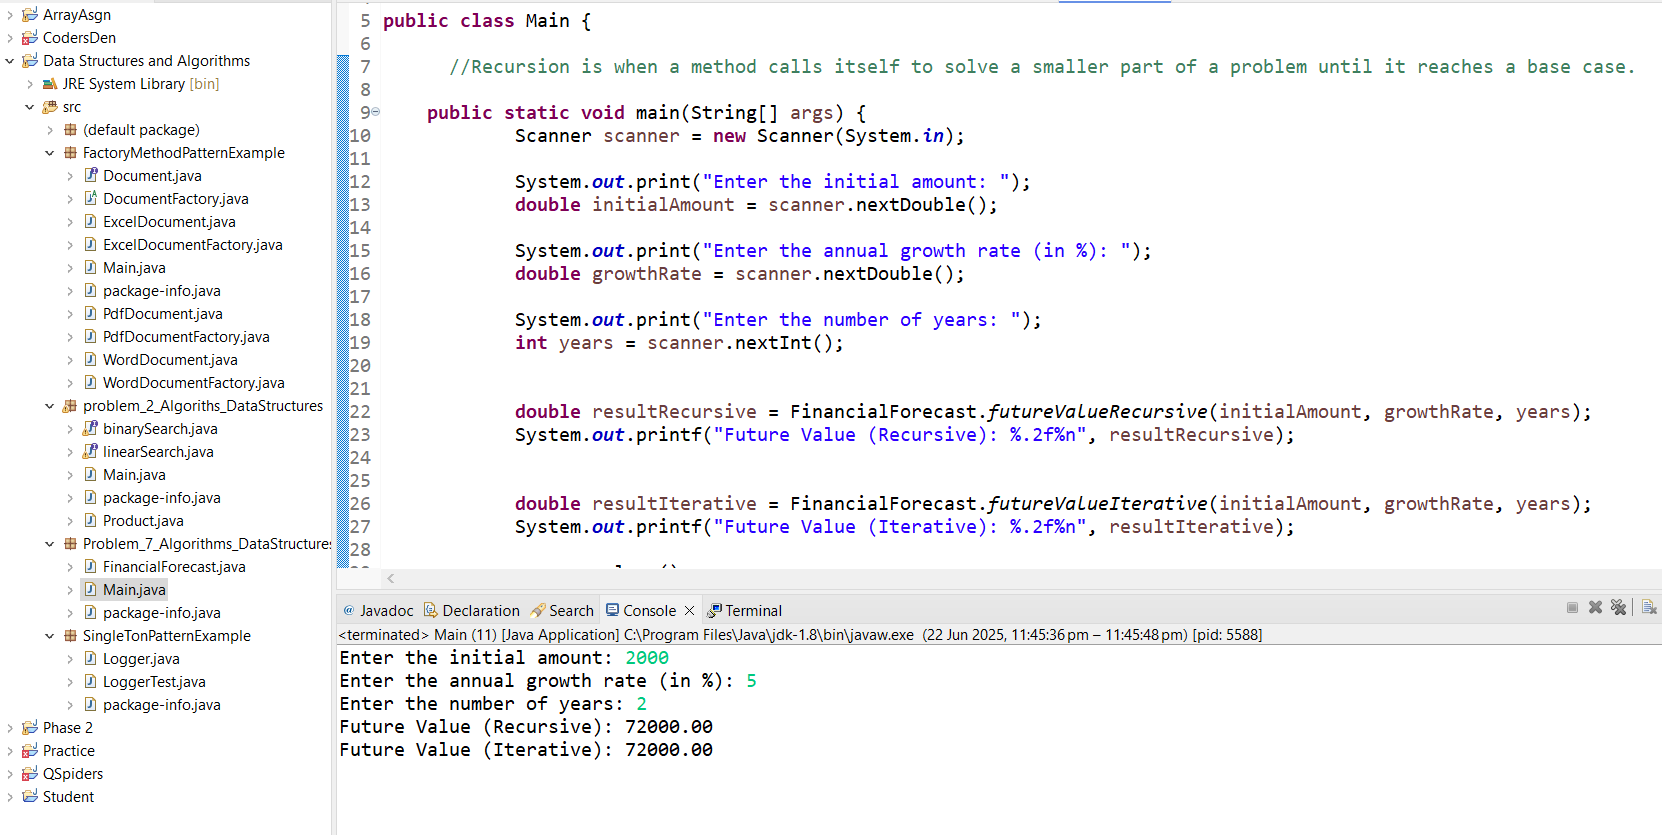 ArrayAsgn
CodersDen
Data Structures and Algorithms
JRE System Library [bin]
src
(default package)
FactoryMethodPatternExample
Document.java
DocumentFactory.java
ExcelDocument.java
ExcelDocumentFactory.java
Main.java
package-info.java
PdfDocument.java
PdfDocumentFactory.java
WordDocument.java
WordDocumentFactory.java
problem_2_Algoriths_DataStructures
binarySearch.java
linearSearch.java
Main.java
package-info.java
Product.java
Problem_7_Algorithms_DataStructures
FinancialForecast.java
Main.java
package-info.java
SingleTonPatternExample
Logger.java
LoggerTest.java
package-info.java
Phase 2
Practice
QSpiders
Student
5 public class Main {
6
7 //Recursion is when a method calls itself to solve a smaller part of a problem until it reaches a base case.
8
9 public static void main(String[] args) {
10 Scanner scanner = new Scanner(System.in);
11
12 System.out.print("Enter the initial amount: ");
13 double initialAmount = scanner.nextDouble();
14
15 System.out.print("Enter the annual growth rate (in %): ");
16 double growthRate = scanner.nextDouble();
17
18 System.out.print("Enter the number of years: ");
19 int years = scanner.nextInt();
20
21
22 double resultRecursive = FinancialForecast.futureValueRecursive(initialAmount, growthRate, years);
23 System.out.printf("Future Value (Recursive): %.2f%n", resultRecursive);
24
25
26 double resultIterative = FinancialForecast.futureValueIterative(initialAmount, growthRate, years);
27 System.out.printf("Future Value (Iterative): %.2f%n", resultIterative);
28
@ Javadoc Declaration Search Console Terminal
<terminated> Main (11) [Java Application] C:\Program Files\Java\jdk-1.8\bin\javaw.exe (22 Jun 2025, 11:45:36 pm – 11:45:48 pm) [pid: 5588]
Enter the initial amount: 2000
Enter the annual growth rate (in %): 5
Enter the number of years: 2
Future Value (Recursive): 72000.00
Future Value (Iterative): 72000.00